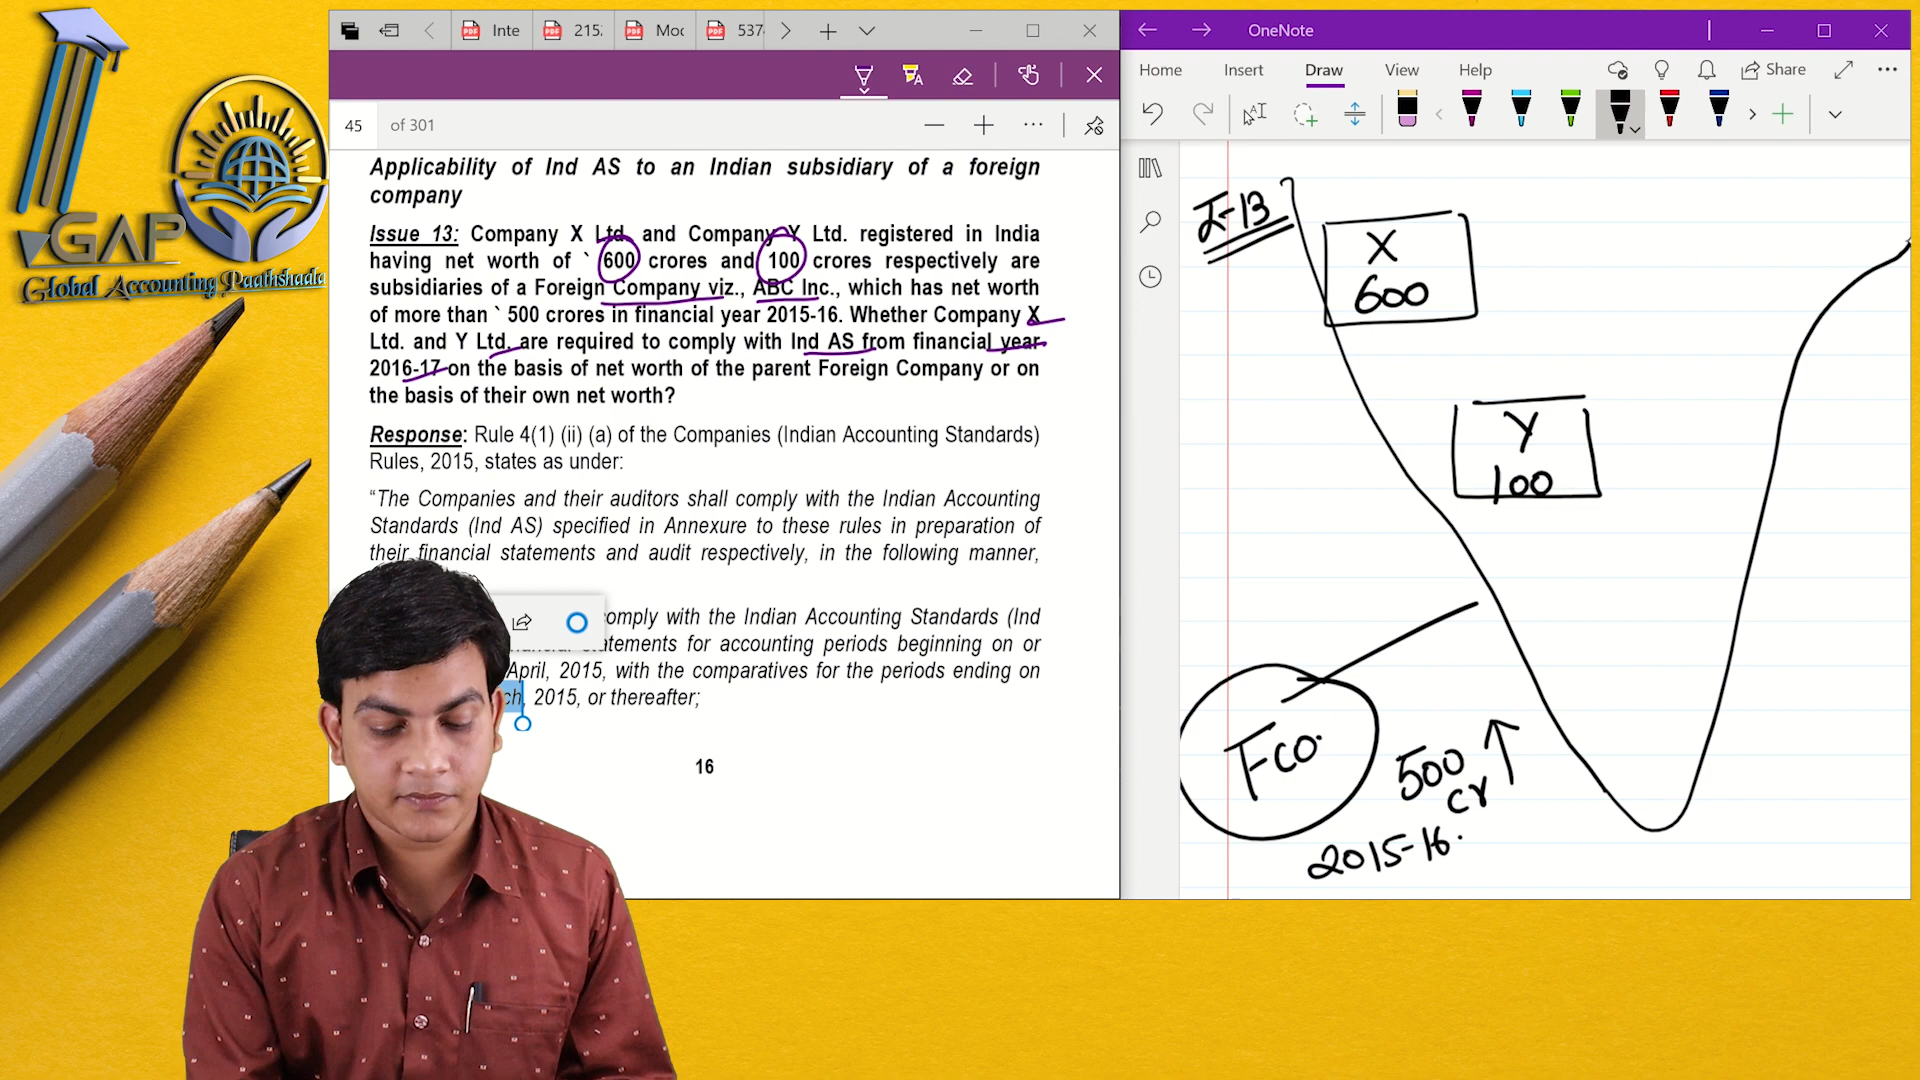 GAP
Global Accounting Paathshaala
Inte
215
Moc
537
45 of 301
Applicability of Ind AS to an Indian subsidiary of a foreign
company
Issue 13: Company X Ltd. and Company Y Ltd. registered in India
having net worth of ` 600 crores and 100 crores respectively are
subsidiaries of a Foreign Company viz., ABC Inc., which has net worth
of more than ` 500 crores in financial year 2015-16. Whether Company X
Ltd. and Y Ltd. are required to comply with Ind AS from financial year
2016-17 on the basis of net worth of the parent Foreign Company or on
the basis of their own net worth?
Response: Rule 4(1) (ii) (a) of the Companies (Indian Accounting Standards)
Rules, 2015, states as under:
“The Companies and their auditors shall comply with the Indian Accounting
Standards (Ind AS) specified in Annexure to these rules in preparation of
their financial statements and audit respectively, in the following manner,
comply with the Indian Accounting Standards (Ind
statements for accounting periods beginning on or
April, 2015, with the comparatives for the periods ending on
ch, 2015, or thereafter;
16
OneNote
Home Insert Draw View Help Share
I-13
X
600
Y
100
Fco.
500
cr
2015-16.